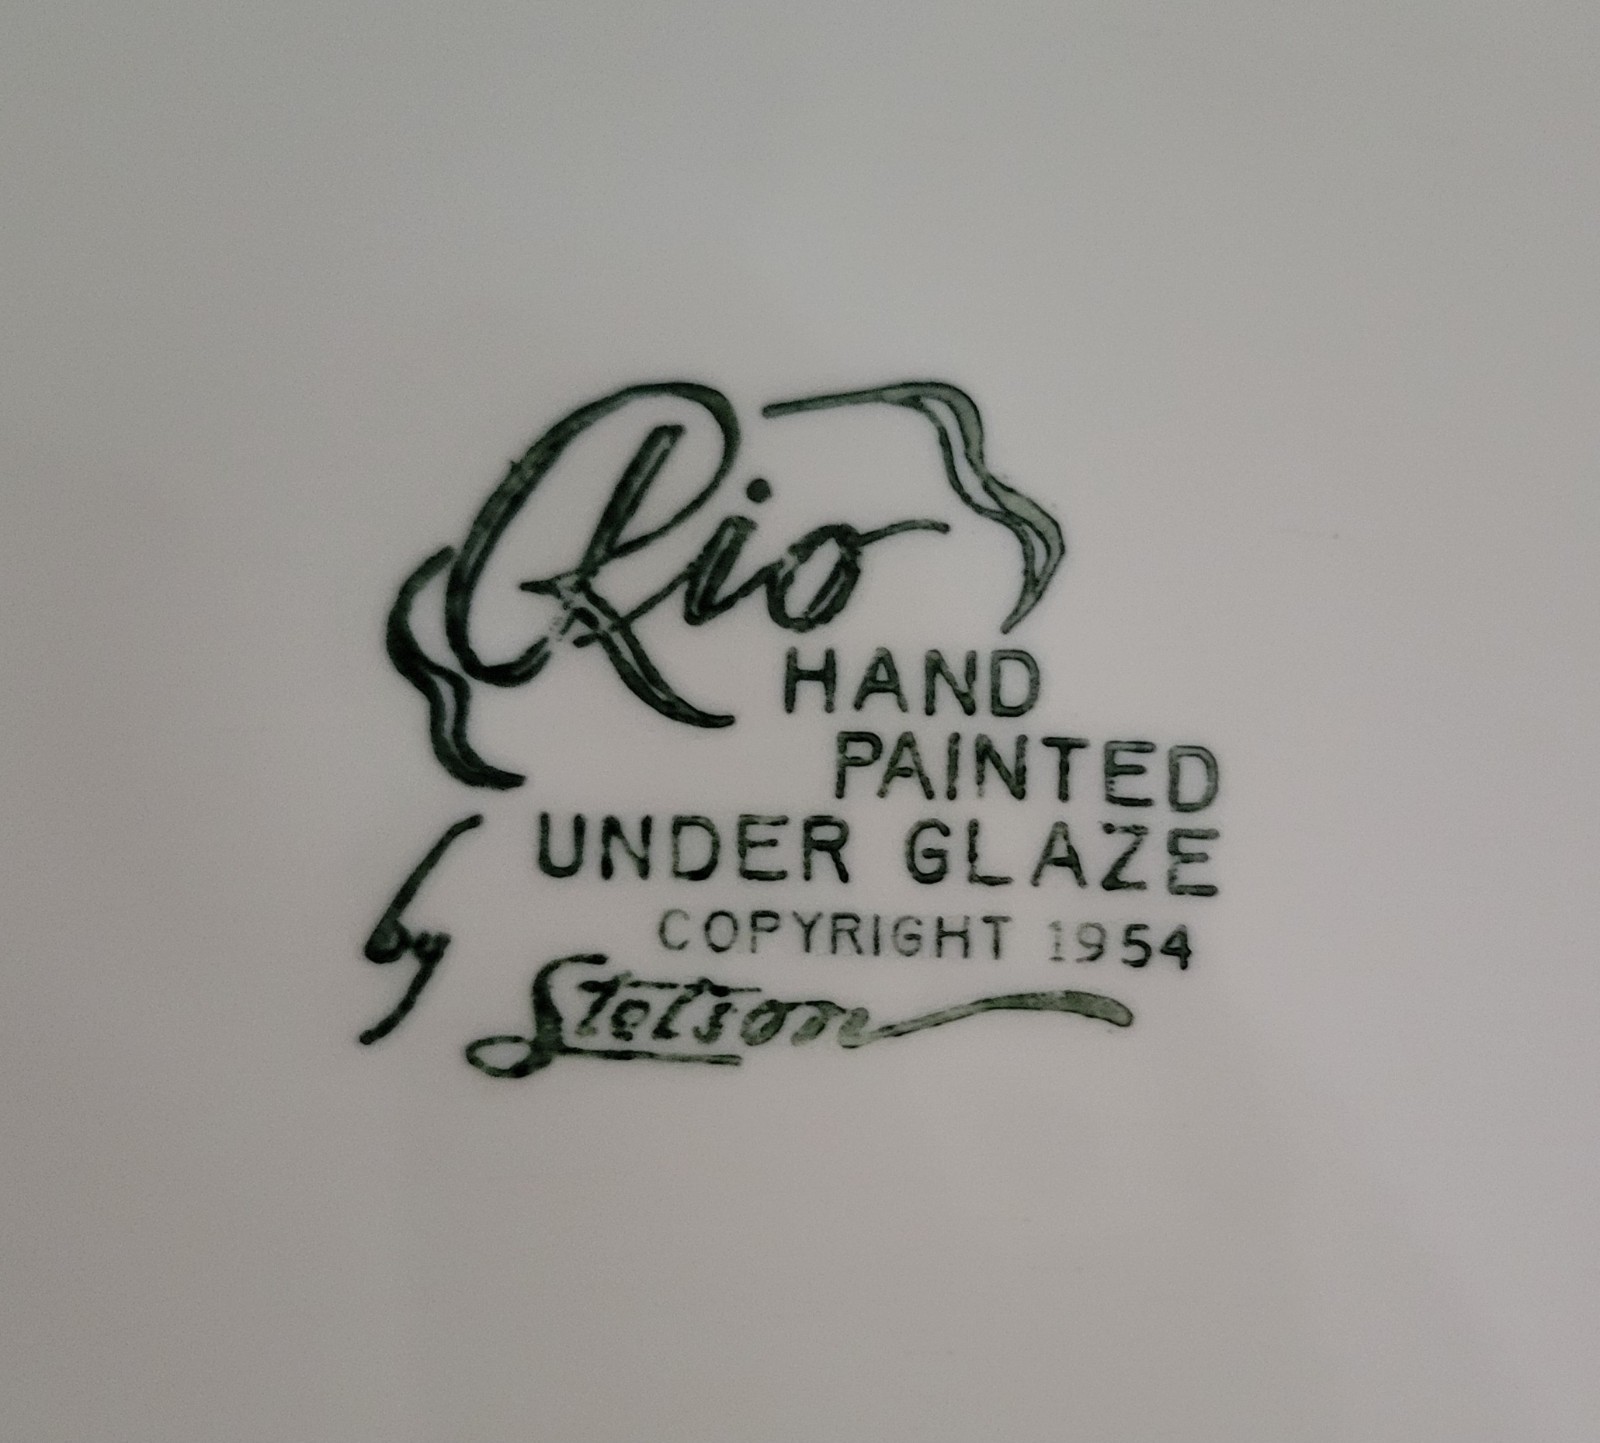 Rio
HAND
PAINTED
UNDER GLAZE
COPYRIGHT 1954
by Stetson